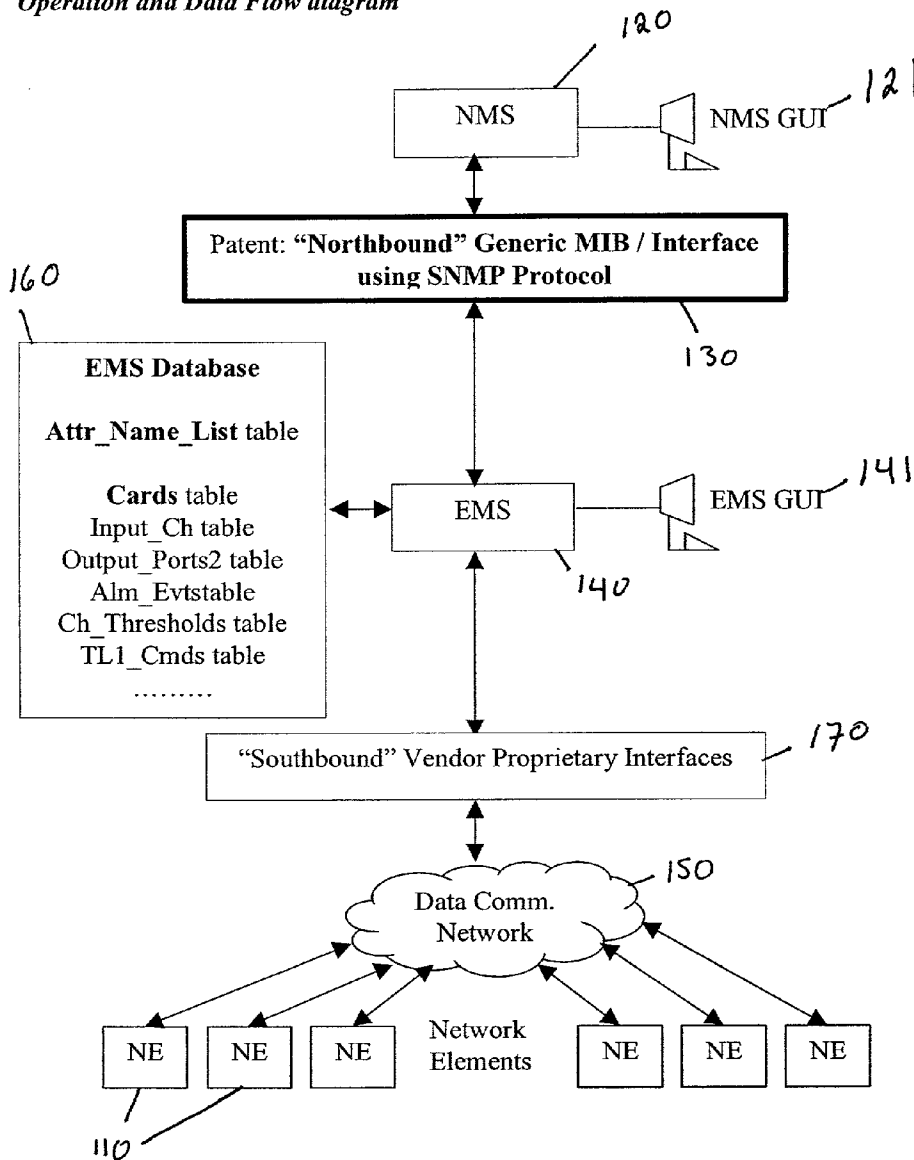 Operation and Data Flow diagram
120
NMS
NMS GUI
121
Patent: “Northbound” Generic MIB / Interface
using SNMP Protocol
130
160
EMS Database
Attr_Name_List table
Cards table
Input_Ch table
Output_Ports2 table
Alm_Evtstable
Ch_Thresholds table
TL1_Cmds table
.........
EMS
EMS GUI
141
140
“Southbound” Vendor Proprietary Interfaces
170
Data Comm.
Network
150
NE
NE
NE
Network
Elements
NE
NE
NE
110